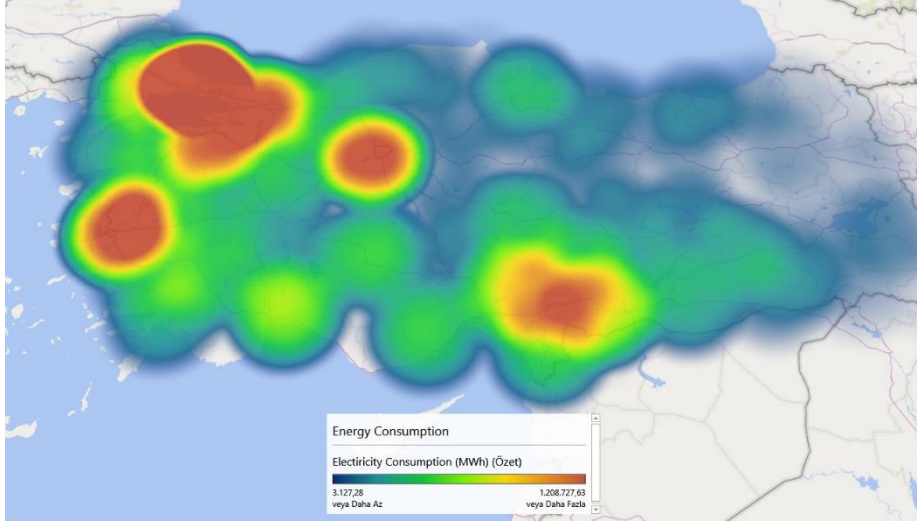 Energy Consumption
Electiricity Consumption (MWh) (Özet)
3.127,28
1.208.727,63
veya Daha Az
veya Daha Fazla